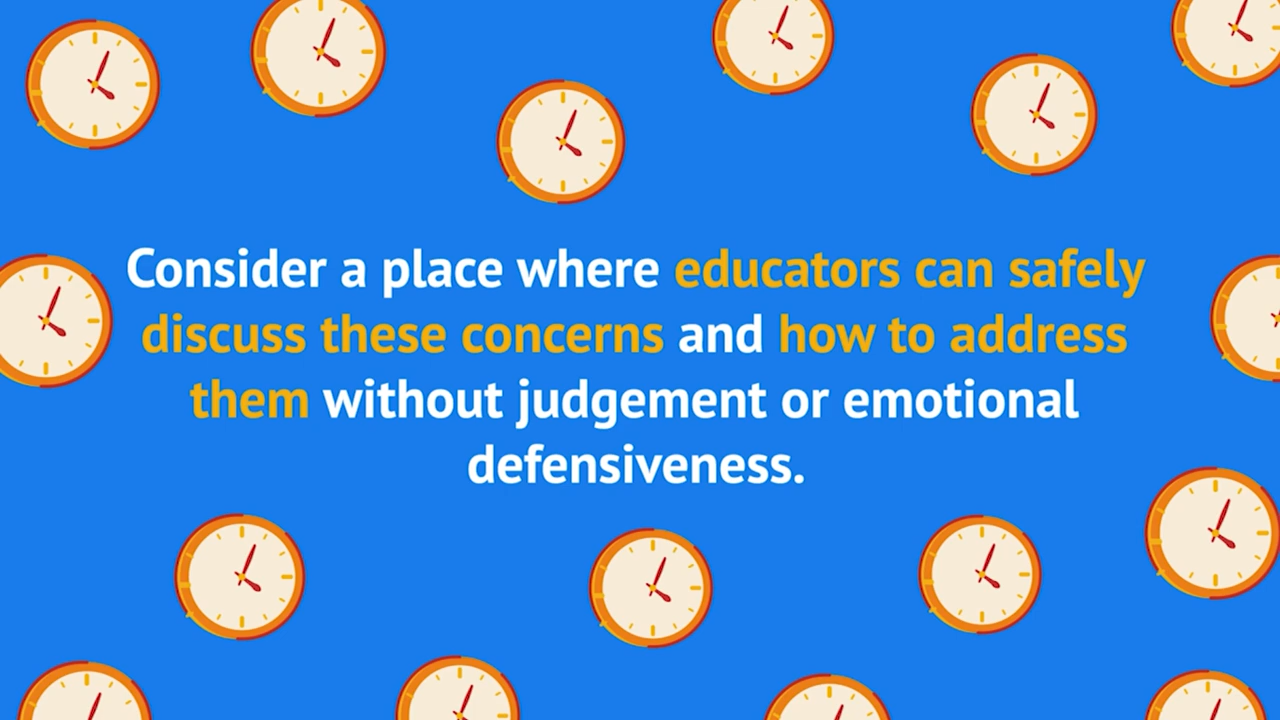 Consider a place where educators can safely
discuss these concerns and how to address
them without judgement or emotional
defensiveness.